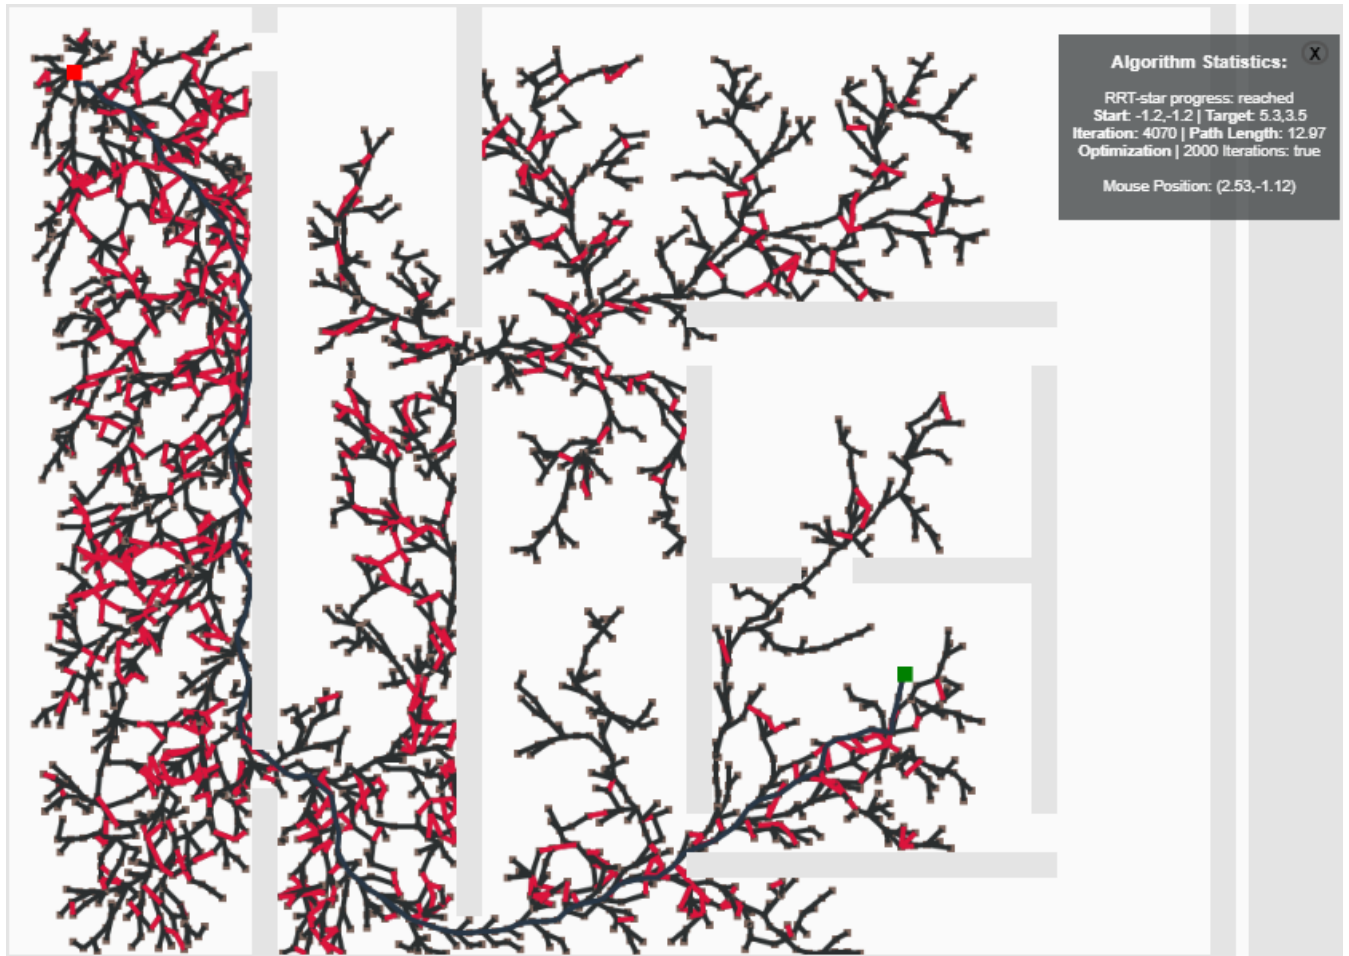 X
Algorithm Statistics:
RRT-star progress: reached
Start: -1.2,-1.2 | Target: 5.3,3.5
Iteration: 4070 | Path Length: 12.97
Optimization | 2000 Iterations: true
Mouse Position: (2.53,-1.12)